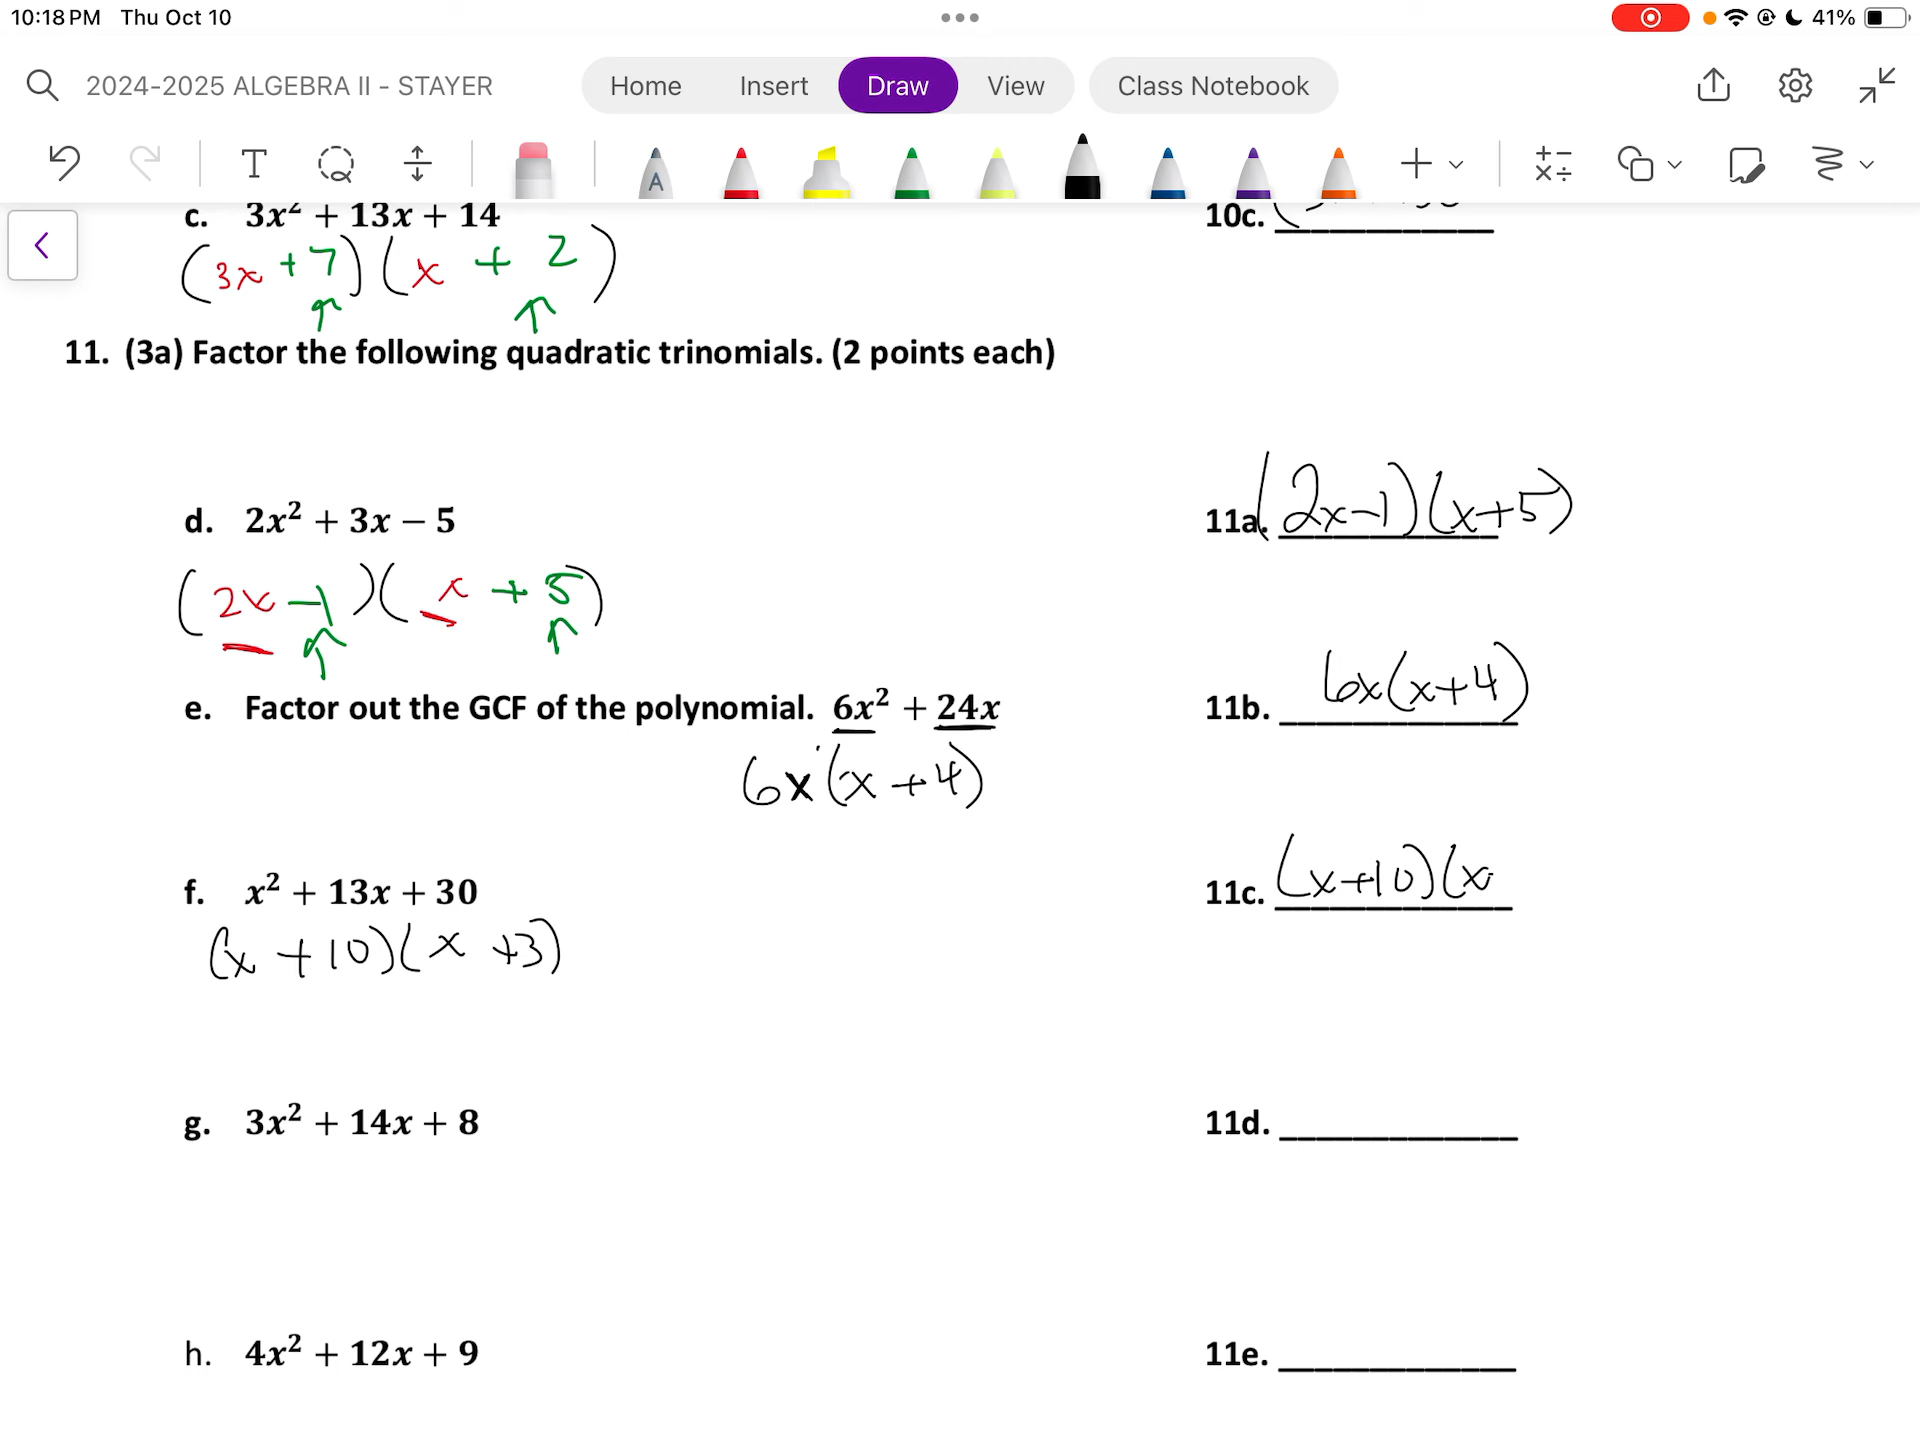 10:18 PM Thu Oct 10 41%
2024-2025 ALGEBRA II - STAYER Home Insert Draw View Class Notebook
T A
c. 3x² + 13x + 14 10c.
(3x + 7)(x + 2)
11. (3a) Factor the following quadratic trinomials. (2 points each)
d. 2x² + 3x − 5 11a. (2x-1)(x+5)
(2x -1)(x + 5)
e. Factor out the GCF of the polynomial. 6x² + 24x 11b. 6x(x+4)
6x(x+4)
f. x² + 13x + 30 11c. (x+10)(x
(x +10)(x +3)
g. 3x² + 14x + 8 11d.
h. 4x² + 12x + 9 11e.